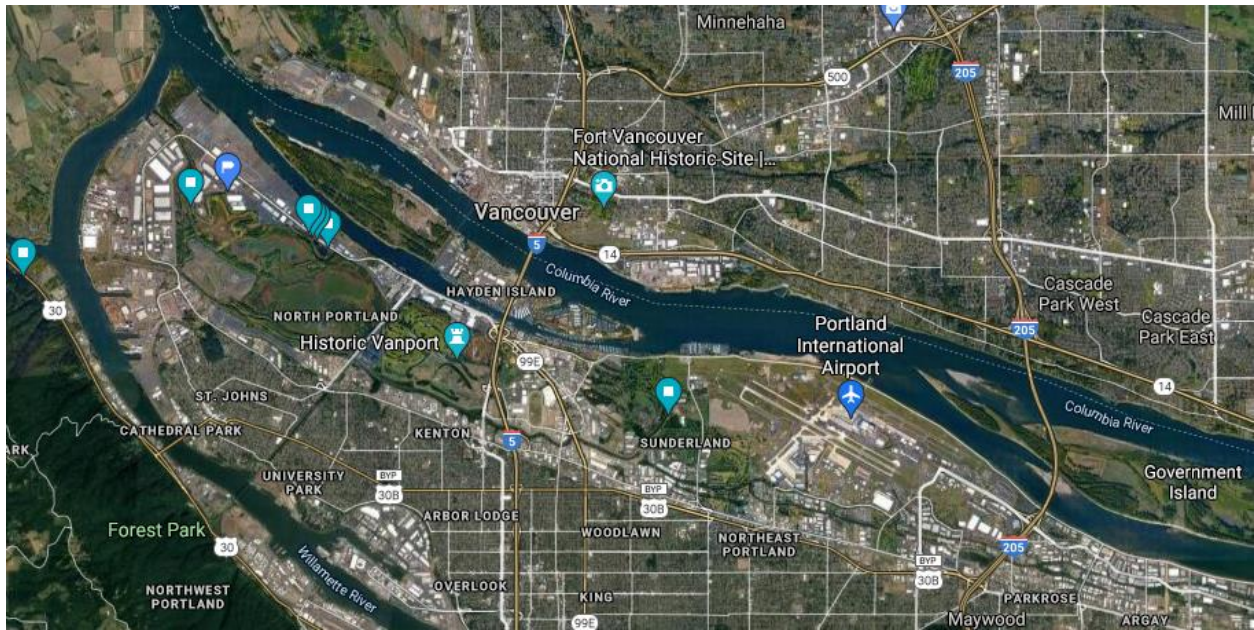 Minnehaha
205
500
Mill
Fort Vancouver
National Historic Site |...
Vancouver
5
14
Columbia River
30
HAYDEN ISLAND
NORTH PORTLAND
Historic Vanport
99E
Portland
International
Airport
Cascade
Park West
Cascade
Park East
205
14
Columbia River
ST. JOHNS
CATHEDRAL PARK
ARK
KENTON
5
SUNDERLAND
Government
Island
UNIVERSITY
PARK
BYP
30B
BYP
30B
ARBOR LODGE
WOODLAWN
NORTHEAST
PORTLAND
Forest Park
30
205
BYP
30B
Willamette River
NORTHWEST
PORTLAND
OVERLOOK
KING
99E
PARKROSE
Maywood
ARGAY